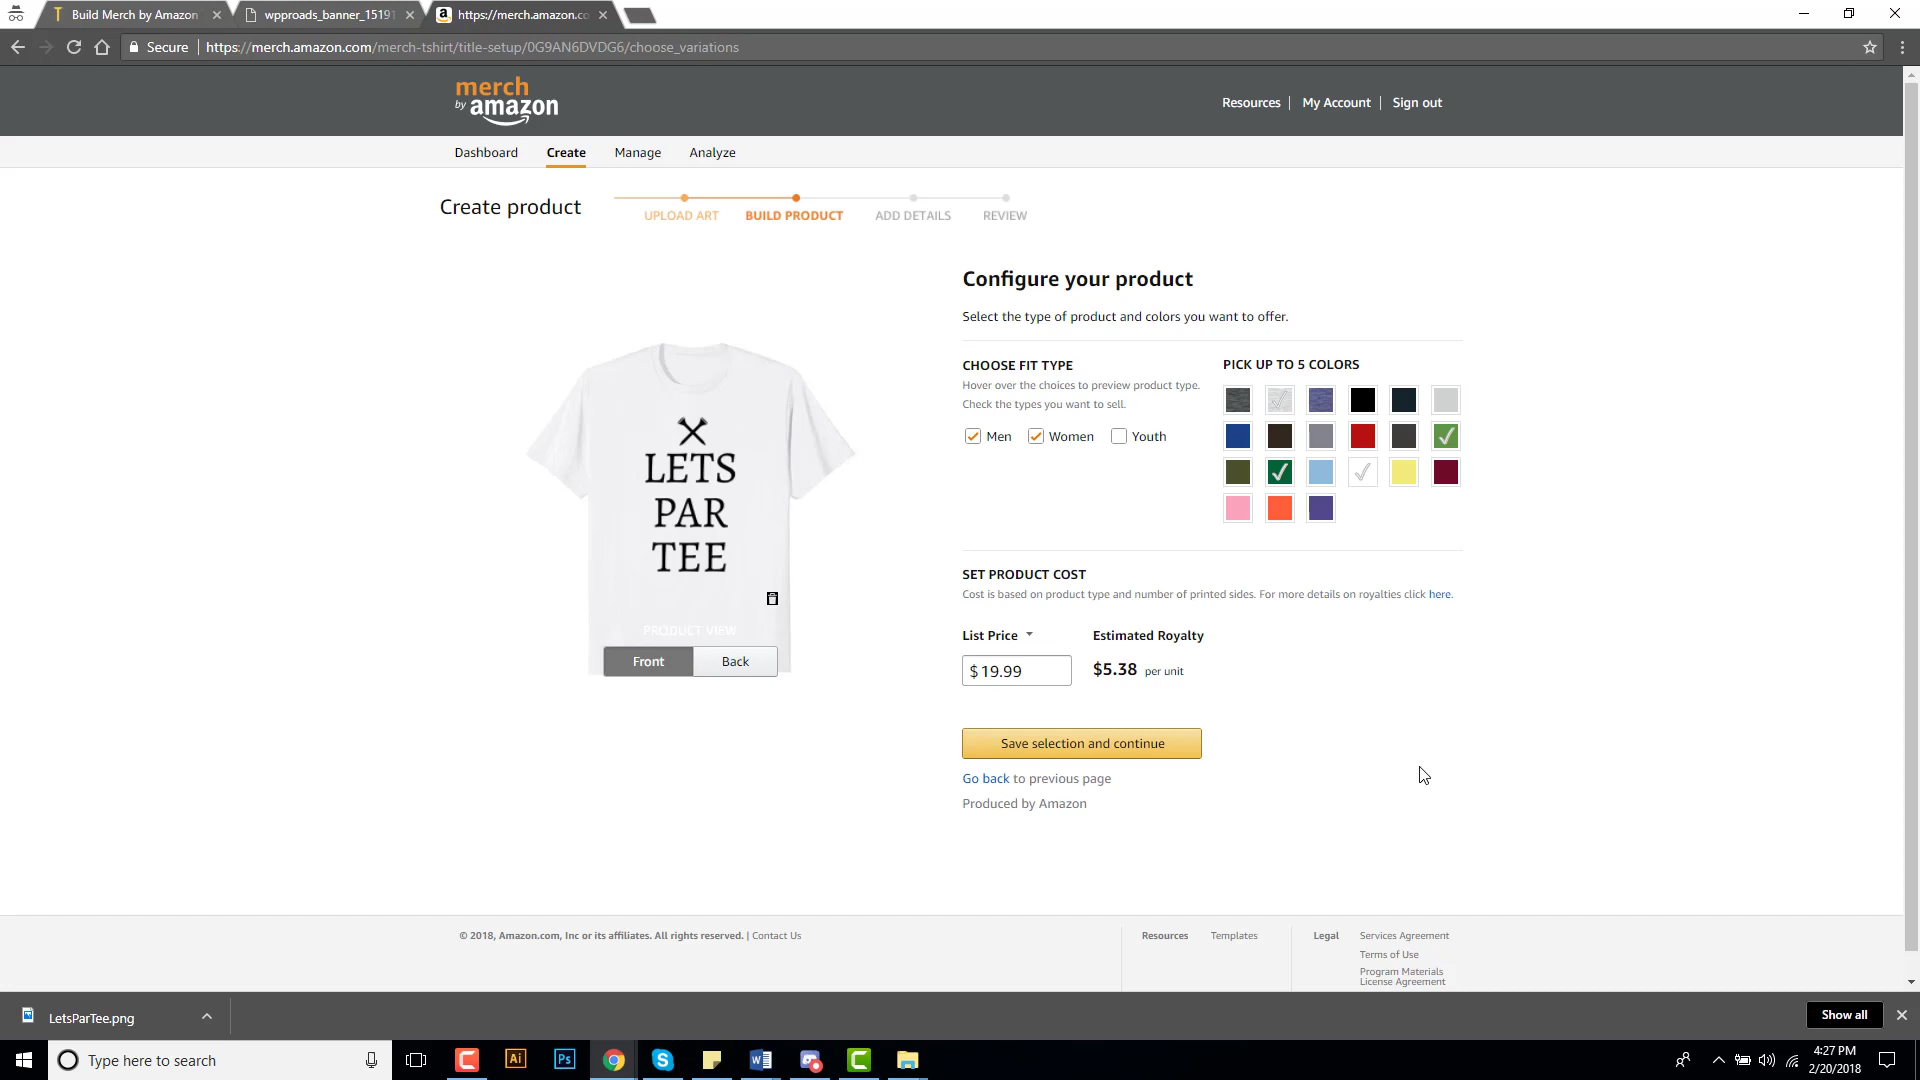 Build Merch by Amazon
wpproads_banner_1519
https://merch.amazon.co
Secure
https://merch.amazon.com/merch-tshirt/title-setup/0G9AN6DVDG6/choose_variations
merch
by amazon
Resources | My Account | Sign out
Dashboard Create Manage Analyze
Create product
UPLOAD ART BUILD PRODUCT ADD DETAILS REVIEW
Configure your product
Select the type of product and colors you want to offer.
CHOOSE FIT TYPE
Hover over the choices to preview product type.
Check the types you want to sell.
Men Women Youth
PICK UP TO 5 COLORS
LETS
PAR
TEE
PRODUCT VIEW
Front Back
SET PRODUCT COST
Cost is based on product type and number of printed sides. For more details on royalties click here.
List Price Estimated Royalty
$ 19.99 $5.38 per unit
Save selection and continue
Go back to previous page
Produced by Amazon
© 2018, Amazon.com, Inc or its affiliates. All rights reserved. | Contact Us
Resources Templates
Legal Services Agreement
Terms of Use
Program Materials
License Agreement
LetsParTee.png
Show all
Type here to search
Ai
Ps
4:27 PM
2/20/2018